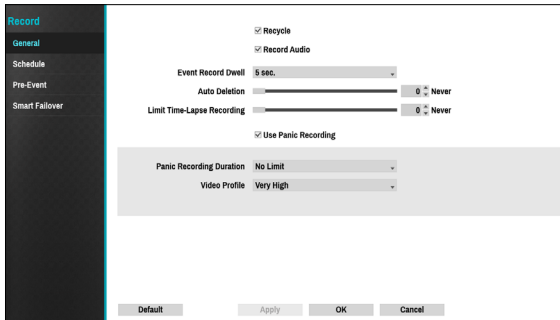 Record
General
Schedule
Pre-Event
Smart Failover
Recycle
Record Audio
Event Record Dwell 5 sec.
Auto Deletion 0 Never
Limit Time-Lapse Recording 0 Never
Use Panic Recording
Panic Recording Duration No Limit
Video Profile Very High
Default Apply OK Cancel